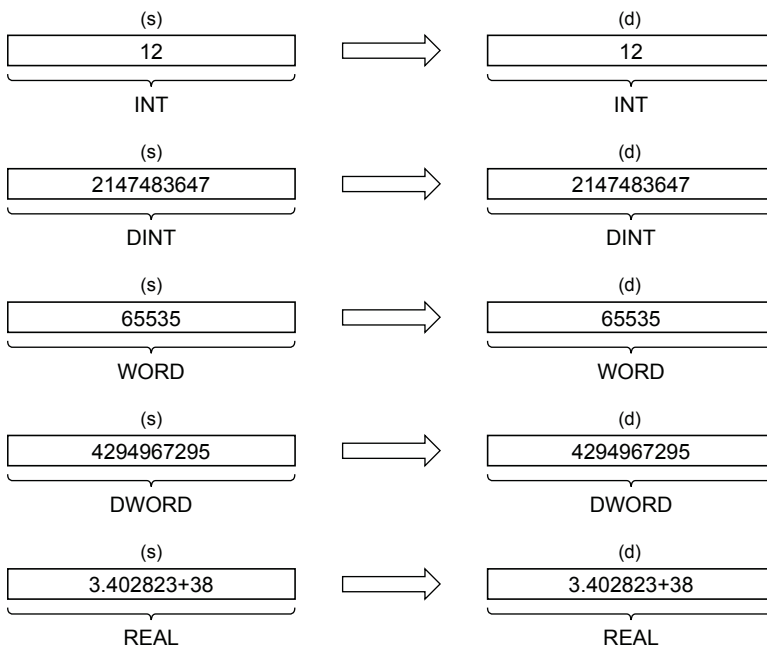 (s) (d)
12 12
INT INT
(s) (d)
2147483647 2147483647
DINT DINT
(s) (d)
65535 65535
WORD WORD
(s) (d)
4294967295 4294967295
DWORD DWORD
(s) (d)
3.402823+38 3.402823+38
REAL REAL